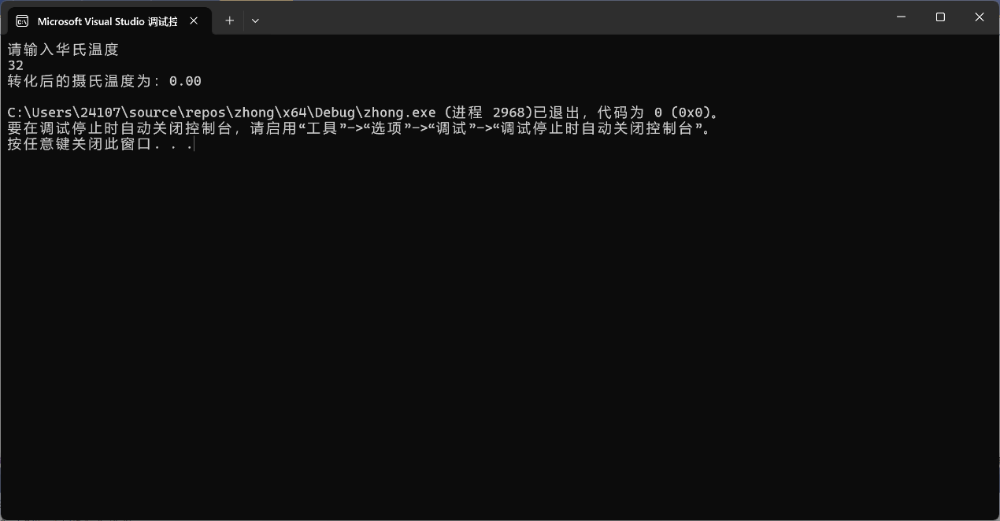 Microsoft Visual Studio 调试控
请输入华氏温度
32
转化后的摄氏温度为：0.00
C:\Users\24107\source\repos\zhong\x64\Debug\zhong.exe (进程 2968)已退出，代码为 0 (0x0)。
要在调试停止时自动关闭控制台，请启用“工具”->“选项”->“调试”->“调试停止时自动关闭控制台”。
按任意键关闭此窗口. . .